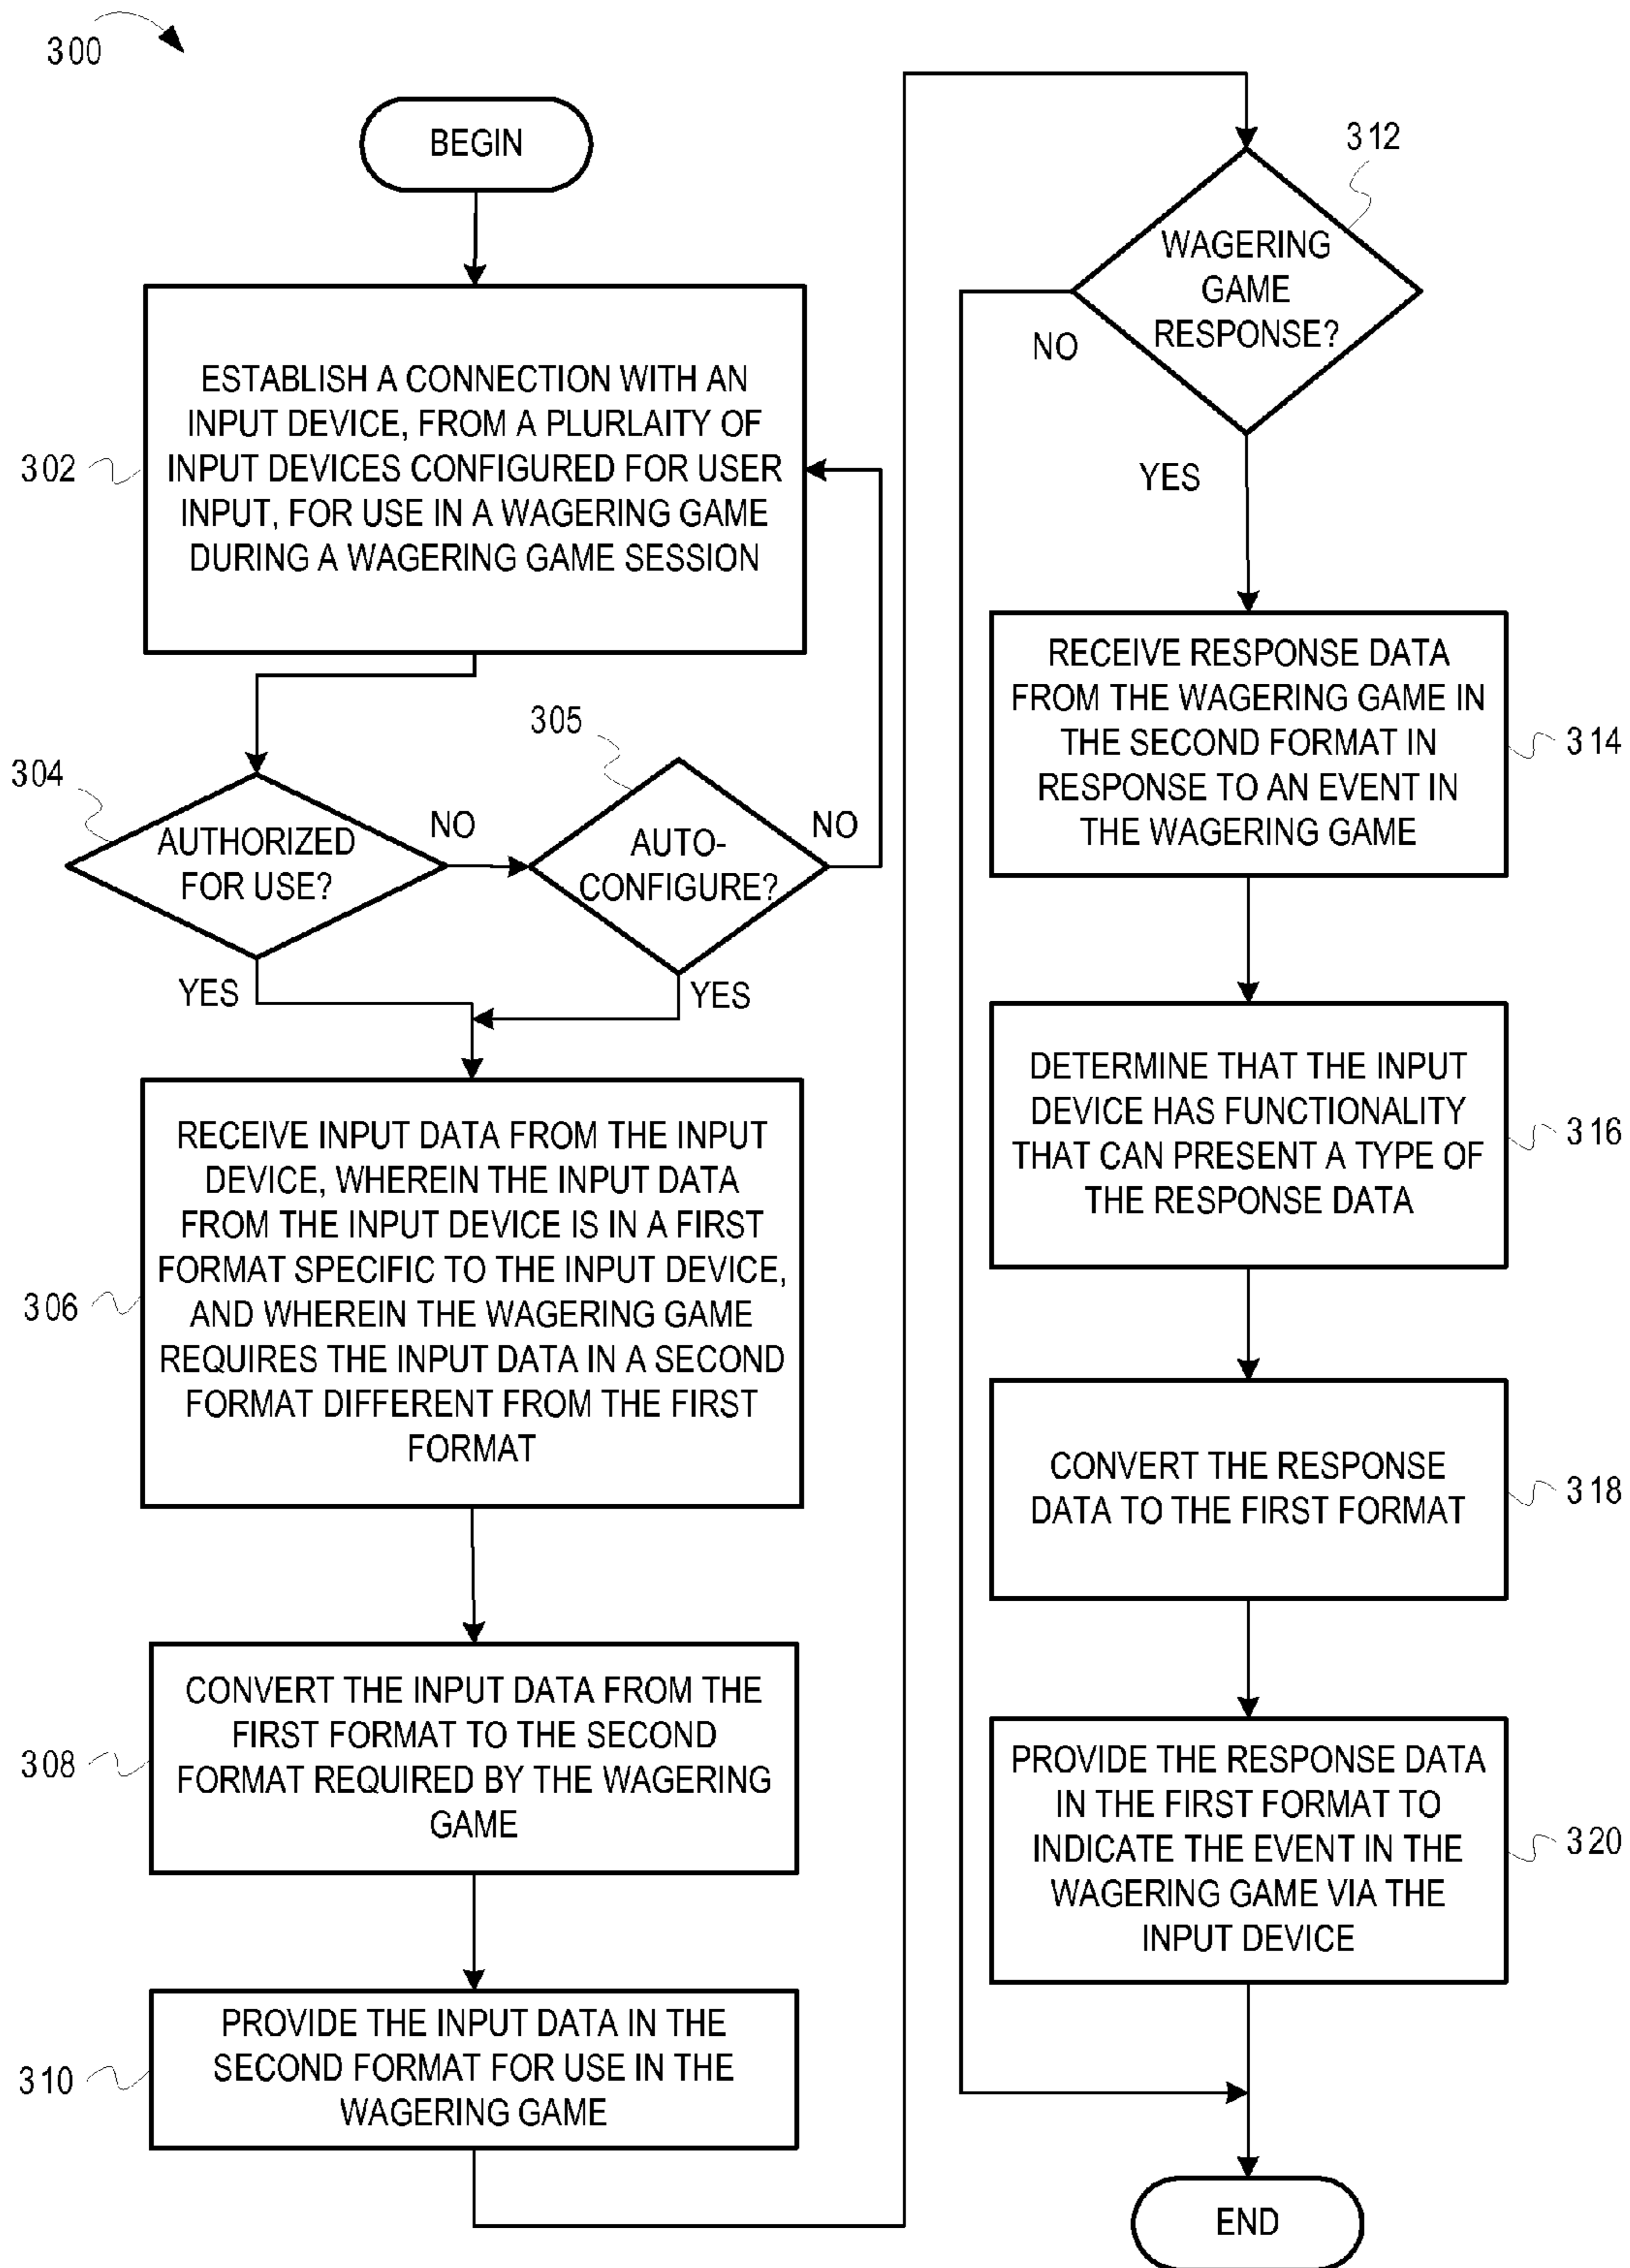 300
BEGIN
302
ESTABLISH A CONNECTION WITH AN
INPUT DEVICE, FROM A PLURLAITY OF
INPUT DEVICES CONFIGURED FOR USER
INPUT, FOR USE IN A WAGERING GAME
DURING A WAGERING GAME SESSION
304
AUTHORIZED
FOR USE?
NO
YES
305
AUTO-
CONFIGURE?
NO
YES
306
RECEIVE INPUT DATA FROM THE INPUT
DEVICE, WHEREIN THE INPUT DATA
FROM THE INPUT DEVICE IS IN A FIRST
FORMAT SPECIFIC TO THE INPUT DEVICE,
AND WHEREIN THE WAGERING GAME
REQUIRES THE INPUT DATA IN A SECOND
FORMAT DIFFERENT FROM THE FIRST
FORMAT
308
CONVERT THE INPUT DATA FROM THE
FIRST FORMAT TO THE SECOND
FORMAT REQUIRED BY THE WAGERING
GAME
310
PROVIDE THE INPUT DATA IN THE
SECOND FORMAT FOR USE IN THE
WAGERING GAME
312
WAGERING
GAME
RESPONSE?
NO
YES
RECEIVE RESPONSE DATA
FROM THE WAGERING GAME IN
THE SECOND FORMAT IN
RESPONSE TO AN EVENT IN
THE WAGERING GAME
314
DETERMINE THAT THE INPUT
DEVICE HAS FUNCTIONALITY
THAT CAN PRESENT A TYPE OF
THE RESPONSE DATA
316
CONVERT THE RESPONSE
DATA TO THE FIRST FORMAT
318
PROVIDE THE RESPONSE DATA
IN THE FIRST FORMAT TO
INDICATE THE EVENT IN THE
WAGERING GAME VIA THE
INPUT DEVICE
320
END